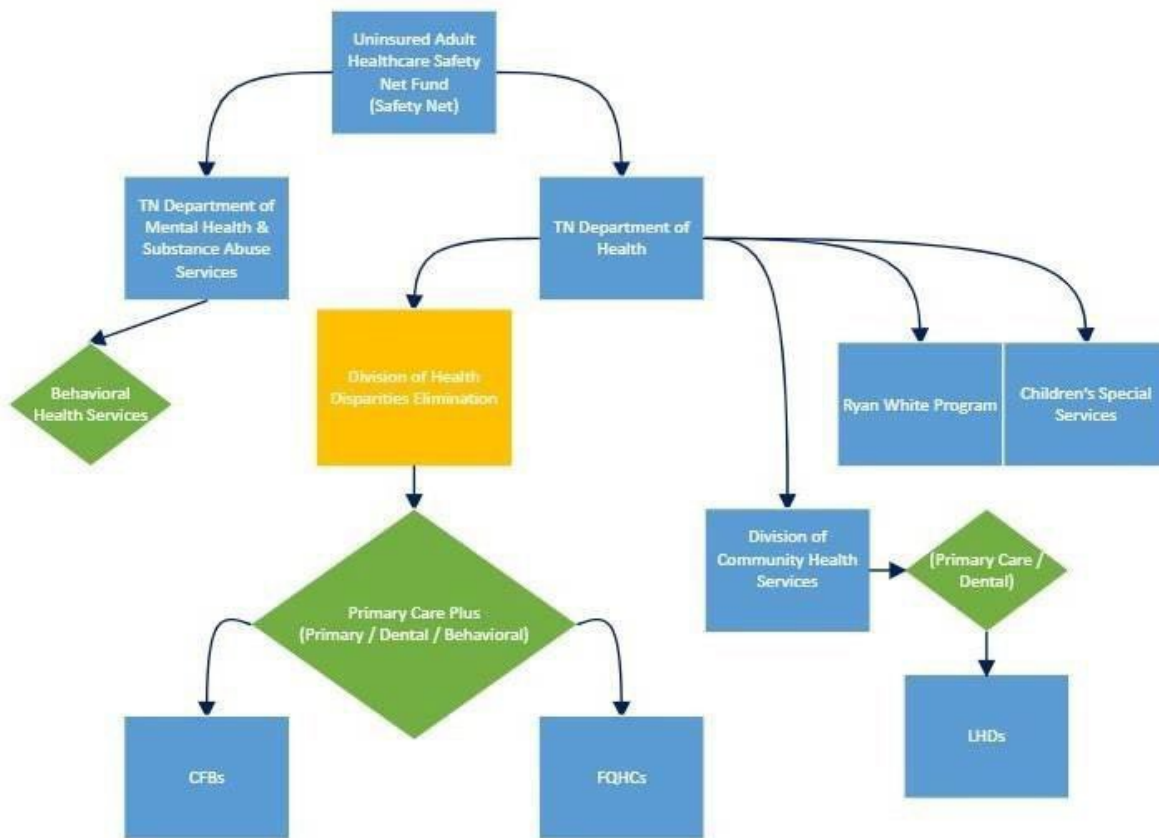 Uninsured Adult
Healthcare Safety
Net Fund
(Safety Net)
TN Department of
Mental Health &
Substance Abuse
Services
TN Department of
Health
Behavioral
Health Services
Division of Health
Disparities Elimination
Ryan White Program
Children's Special
Services
Division of
Community Health
Services
(Primary Care /
Dental)
Primary Care Plus
(Primary / Dental / Behavioral)
CFBs
FQHCs
LHDs